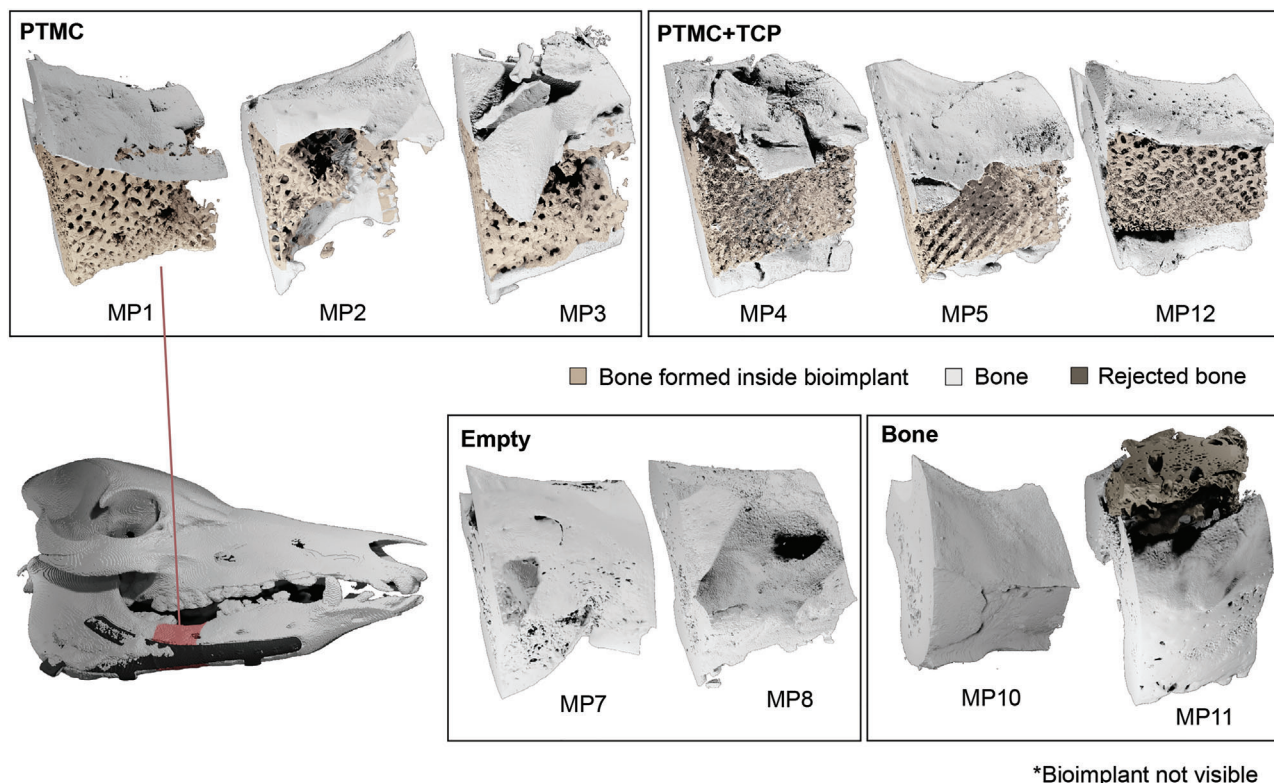 PTMC
PTMC+TCP
MP1
MP2
MP3
MP4
MP5
MP12
Bone formed inside bioimplant
Bone
Rejected bone
Empty
Bone
MP7
MP8
MP10
MP11
*Bioimplant not visible